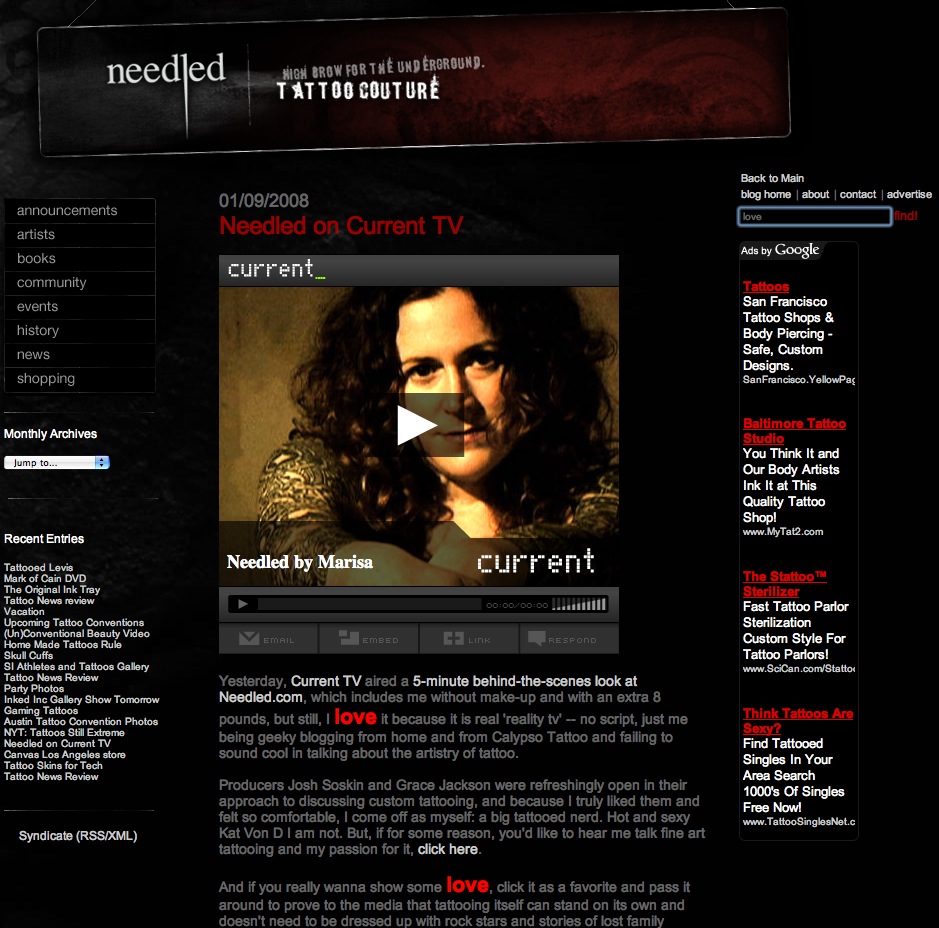 needled
HIGH BROW FOR THE UNDERGROUND.
TATTOO COUTURE
Back to Main
blog home | about | contact | advertise
love find!
announcements
artists
books
community
events
history
news
shopping
Monthly Archives
Jump to...
Recent Entries
Tattooed Levis
Mark of Cain DVD
The Original Ink Tray
Tattoo News review
Vacation
Upcoming Tattoo Conventions
(Un)Conventional Beauty Video
Home Made Tattoos Rule
Skull Cuffs
SI Athletes and Tattoos Gallery
Tattoo News Review
Party Photos
Inked Inc Gallery Show Tomorrow
Gaming Tattoos
Austin Tattoo Convention Photos
NYT: Tattoos Still Extreme
Needled on Current TV
Canvas Los Angeles store
Tattoo Skins for Tech
Tattoo News Review
Syndicate (RSS/XML)
01/09/2008
Needled on Current TV
current_
Needled by Marisa
current
00:00/00:00
EMAIL
EMBED
LINK
RESPOND
Yesterday, Current TV aired a 5-minute behind-the-scenes look at
Needled.com, which includes me without make-up and with an extra 8
pounds, but still, I love it because it is real 'reality tv' -- no script, just me
being geeky blogging from home and from Calypso Tattoo and failing to
sound cool in talking about the artistry of tattoo.
Producers Josh Soskin and Grace Jackson were refreshingly open in their
approach to discussing custom tattooing, and because I truly liked them and
felt so comfortable, I come off as myself: a big tattooed nerd. Hot and sexy
Kat Von D I am not. But, if for some reason, you'd like to hear me talk fine art
tattooing and my passion for it, click here.
And if you really wanna show some love, click it as a favorite and pass it
around to prove to the media that tattooing itself can stand on its own and
doesn't need to be dressed up with rock stars and stories of lost family
Ads by Google
Tattoos
San Francisco
Tattoo Shops &
Body Piercing -
Safe, Custom
Designs.
SanFrancisco.YellowPag
Baltimore Tattoo
Studio
You Think It and
Our Body Artists
Ink It at This
Quality Tattoo
Shop!
www.MyTat2.com
The Stattoo™
Sterilizer
Fast Tattoo Parlor
Sterilization
Custom Style For
Tattoo Parlors!
www.SciCan.com/Stattoo
Think Tattoos Are
Sexy?
Find Tattooed
Singles In Your
Area Search
1000's Of Singles
Free Now!
www.TattooSinglesNet.c